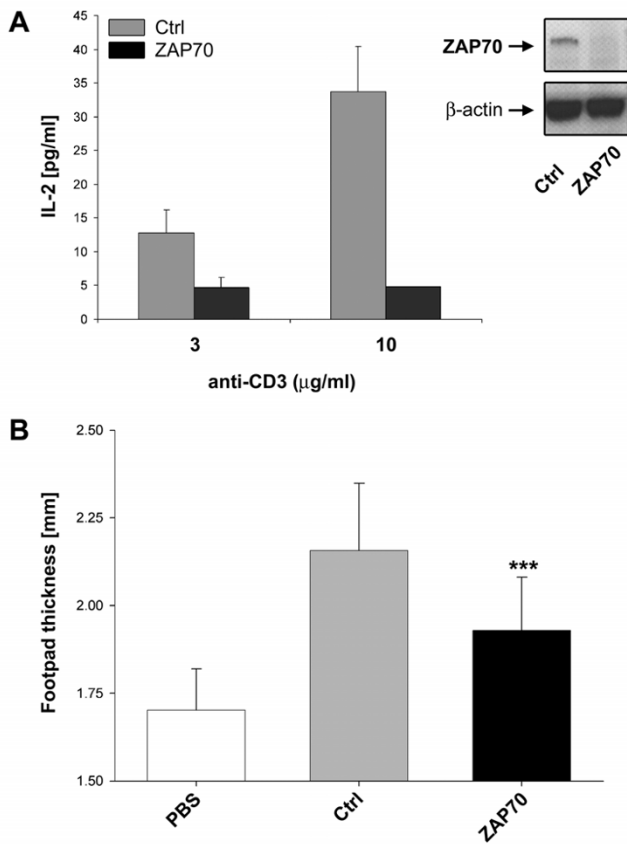 A
Ctrl
ZAP70
45
40
35
30
25
20
15
10
5
0
IL-2 [pg/ml]
3
10
anti-CD3 (μg/ml)
ZAP70
β-actin
Ctrl
ZAP70
B
2.50
2.25
2.00
1.75
1.50
Footpad thickness [mm]
***
PBS
Ctrl
ZAP70